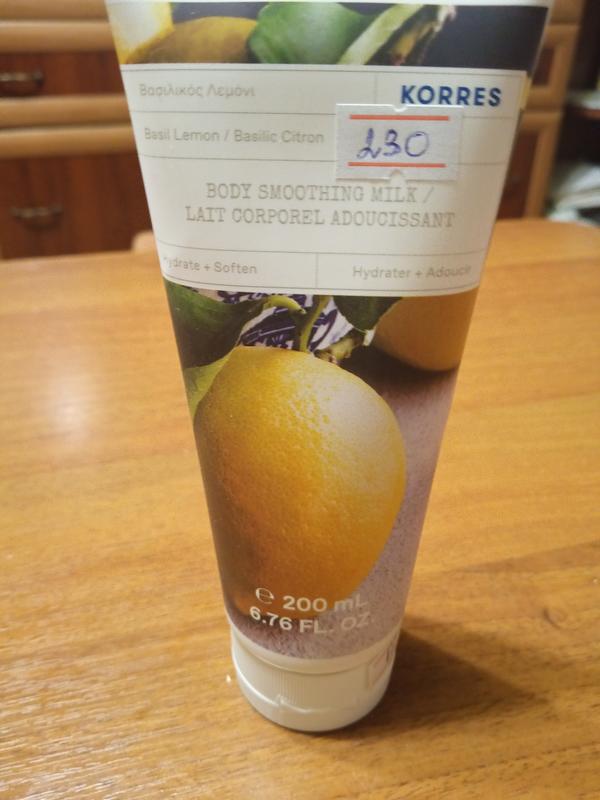 Βασιλικός Λεμόνι
KORRES
Basil Lemon / Basilic Citron
230
BODY SMOOTHING MILK /
LAIT CORPOREL ADOUCISSANT
ydrate + Soften
Hydrater + Adoucir
℮ 200 mL
6.76 FL. OZ.